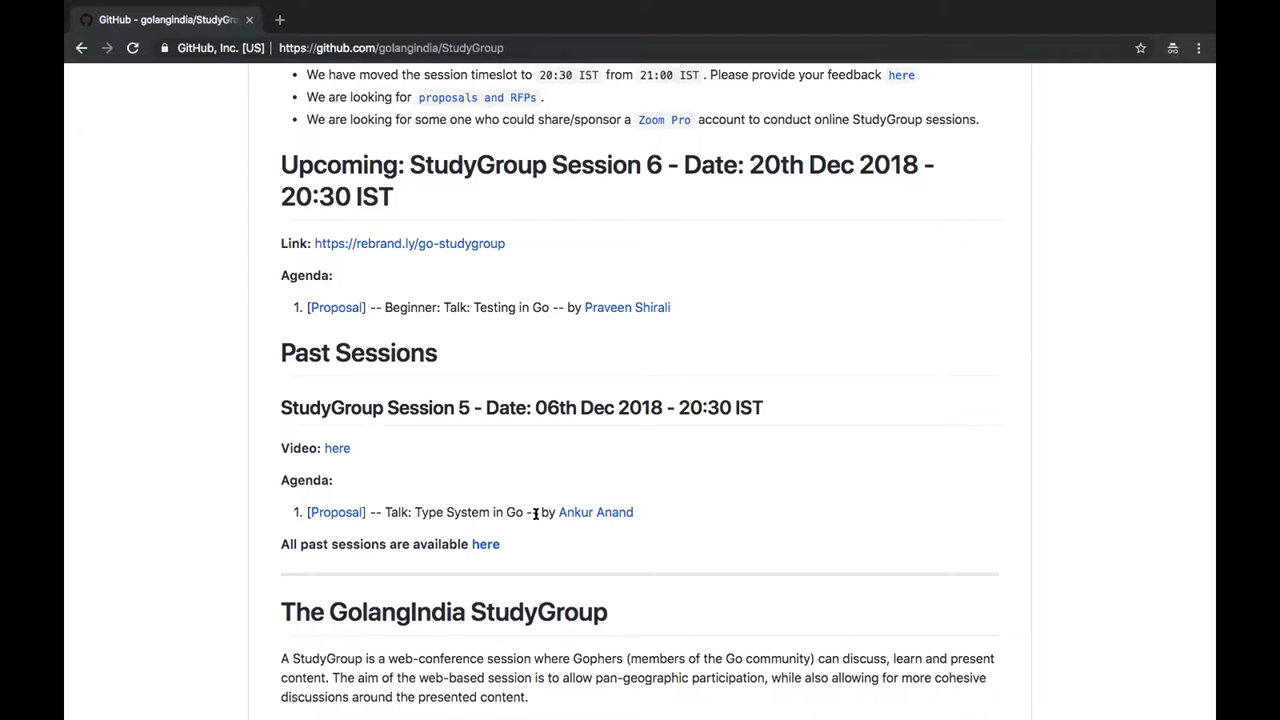 GitHub - golangindia/StudyGro
GitHub, Inc. [US] | https://github.com/golangindia/StudyGroup
• We have moved the session timeslot to 20:30 IST from 21:00 IST. Please provide your feedback here
• We are looking for proposals and RFPs.
• We are looking for some one who could share/sponsor a Zoom Pro account to conduct online StudyGroup sessions.
Upcoming: StudyGroup Session 6 - Date: 20th Dec 2018 -
20:30 IST
Link: https://rebrand.ly/go-studygroup
Agenda:
1. [Proposal] -- Beginner: Talk: Testing in Go -- by Praveen Shirali
Past Sessions
StudyGroup Session 5 - Date: 06th Dec 2018 - 20:30 IST
Video: here
Agenda:
1. [Proposal] -- Talk: Type System in Go -- by Ankur Anand
All past sessions are available here
The GolangIndia StudyGroup
A StudyGroup is a web-conference session where Gophers (members of the Go community) can discuss, learn and present
content. The aim of the web-based session is to allow pan-geographic participation, while also allowing for more cohesive
discussions around the presented content.